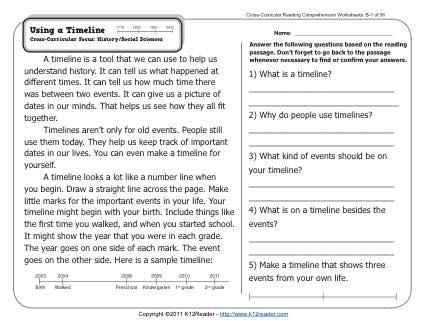 Cross-Curricular Reading Comprehension Worksheets: B-1 of 36
Using a Timeline
Cross-Curricular Focus: History/Social Sciences
Name:
A timeline is a tool that we can use to help us
understand history. It can tell us what happened at
different times. It can tell us how much time there
was between two events. It can give us a picture of
dates in our minds. That helps us see how they all fit
together.
Timelines aren't only for old events. People still
use them today. They help us keep track of important
dates in our lives. You can even make a timeline for
yourself.
A timeline looks a lot like a number line when
you begin. Draw a straight line across the page. Make
little marks for the important events in your life. Your
timeline might begin with your birth. Include things like
the first time you walked, and when you started school.
It might show the year that you were in each grade.
The year goes on one side of each mark. The event
goes on the other side. Here is a sample timeline:
2003 2004 2008 2009 2010 2011
Birth Walked Preschool Kindergarten 1st grade 2nd grade
Answer the following questions based on the reading
passage. Don't forget to go back to the passage
whenever necessary to find or confirm your answers.
1) What is a timeline?
2) Why do people use timelines?
3) What kind of events should be on
your timeline?
4) What is on a timeline besides the
events?
5) Make a timeline that shows three
events from your own life.
Copyright ©2011 K12Reader - http://www.k12reader.com